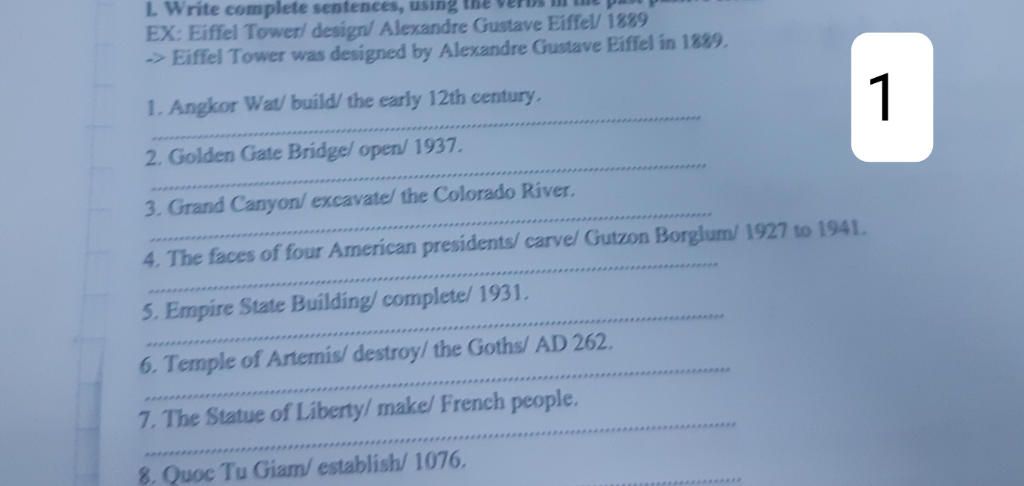 I. Write complete sentences, using the verbs in the past
EX: Eiffel Tower/ design/ Alexandre Gustave Eiffel/ 1889
-> Eiffel Tower was designed by Alexandre Gustave Eiffel in 1889.
1
1. Angkor Wat/ build/ the early 12th century.
2. Golden Gate Bridge/ open/ 1937.
3. Grand Canyon/ excavate/ the Colorado River.
4. The faces of four American presidents/ carve/ Gutzon Borglum/ 1927 to 1941.
5. Empire State Building/ complete/ 1931.
6. Temple of Artemis/ destroy/ the Goths/ AD 262.
7. The Statue of Liberty/ make/ French people.
8. Quoc Tu Giam/ establish/ 1076.